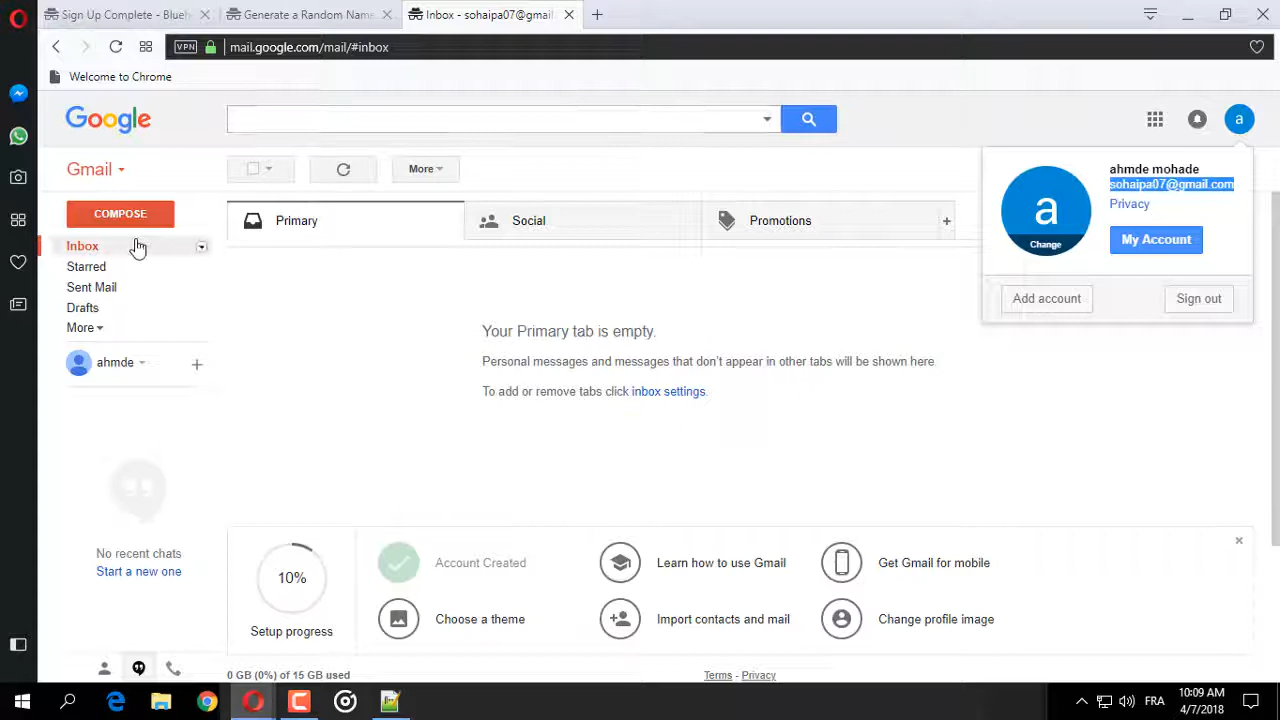 Sign Up Complete - Blueh
Generate a Random Name
Inbox - sohaipa07@gmail
VPN
mail.google.com/mail/#inbox
Welcome to Chrome
Google
a
Gmail
More
ahmde mohade
sohaipa07@gmail.com
Privacy
a
Change
My Account
Add account
Sign out
COMPOSE
Primary
Social
Promotions
Inbox
Starred
Sent Mail
Drafts
More
ahmde
Your Primary tab is empty.
Personal messages and messages that don't appear in other tabs will be shown here.
To add or remove tabs click inbox settings.
No recent chats
Start a new one
10%
Setup progress
Account Created
Learn how to use Gmail
Get Gmail for mobile
Choose a theme
Import contacts and mail
Change profile image
0 GB (0%) of 15 GB used
Terms - Privacy
FRA
10:09 AM
4/7/2018